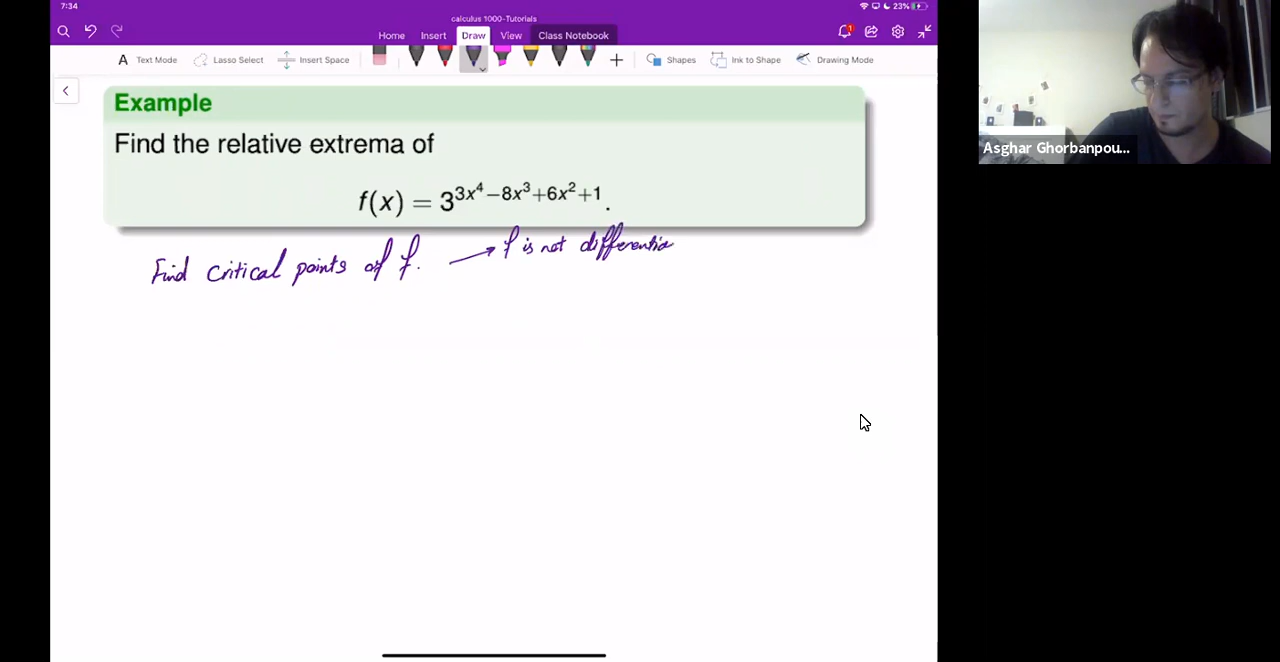 7:34
calculus 1000-Tutorials
23%
Home Insert Draw View Class Notebook
1
A Text Mode Lasso Select Insert Space Shapes Ink to Shape Drawing Mode
Example
Find the relative extrema of
f(x) = 3^{3x^4−8x^3+6x^2+1}.
Find critical points of f. → f is not differentia
Asghar Ghorbanpou...